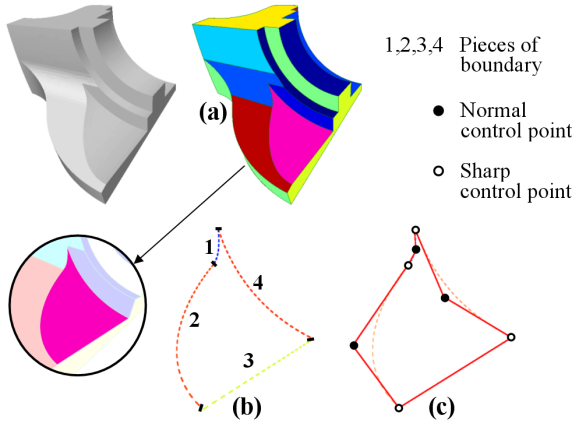 1,2,3,4 Pieces of
boundary
(a)
Normal
control point
Sharp
control point
1
4
2
3
(b)
(c)